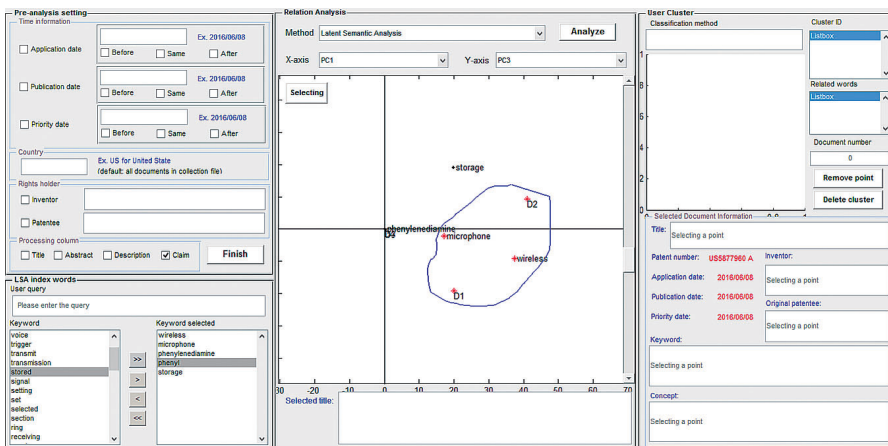 Pre-analysis setting
Time information
Application date
Ex. 2016/06/08
Before Same After
Publication date
Ex. 2016/06/08
Before Same After
Priority date
Ex. 2016/06/08
Before Same After
Country
Ex. US for United State
(default: all documents in collection file)
Rights holder
Inventor
Patentee
Processing column
Title Abstract Description Claim Finish
LSA index words
User query
Please enter the query
Keyword Keyword selected
voice
trigger
transmit
transmission
stored
signal
setting
set
selected
section
ring
receiving
>>
>
<
<<
wireless
microphone
phenylenediamine
phenyl
storage
Relation Analysis
Method Latent Semantic Analysis Analyze
X-axis PC1 Y-axis PC3
Selecting
storage
D2
phenylenediamine
microphone
wireless
D1
30 -20 -10 0 10 20 30 40 50 60 70
Selected title:
User Cluster
Classification method Cluster ID
Listbox
Related words
Listbox
Document number
0
Remove point
Delete cluster
1
8
6
4
2
0
Selected Document Information
Title: Selecting a point
Patent number: US5877960 A Inventor:
Application date: 2016/06/08 Selecting a point
Publication date: 2016/06/08 Original patentee:
Priority date: 2016/06/08 Selecting a point
Keyword:
Selecting a point
Concept:
Selecting a point